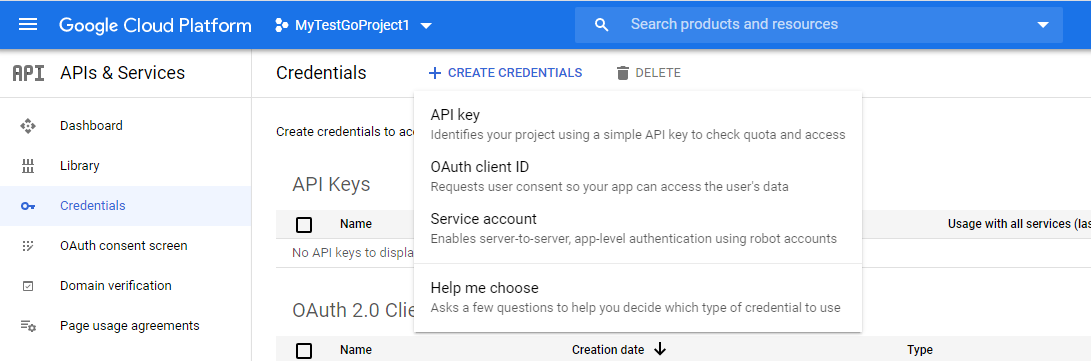 Google Cloud Platform
MyTestGoProject1
Search products and resources
API APIs & Services
Credentials
+ CREATE CREDENTIALS
DELETE
Dashboard
Library
Credentials
OAuth consent screen
Domain verification
Page usage agreements
Create credentials to
API key
Identifies your project using a simple API key to check quota and access
OAuth client ID
Requests user consent so your app can access the user's data
Service account
Enables server-to-server, app-level authentication using robot accounts
Help me choose
Asks a few questions to help you decide which type of credential to use
API Keys
Name
Usage with all services
No API keys to
OAuth 2.0
Name
Creation date
Type